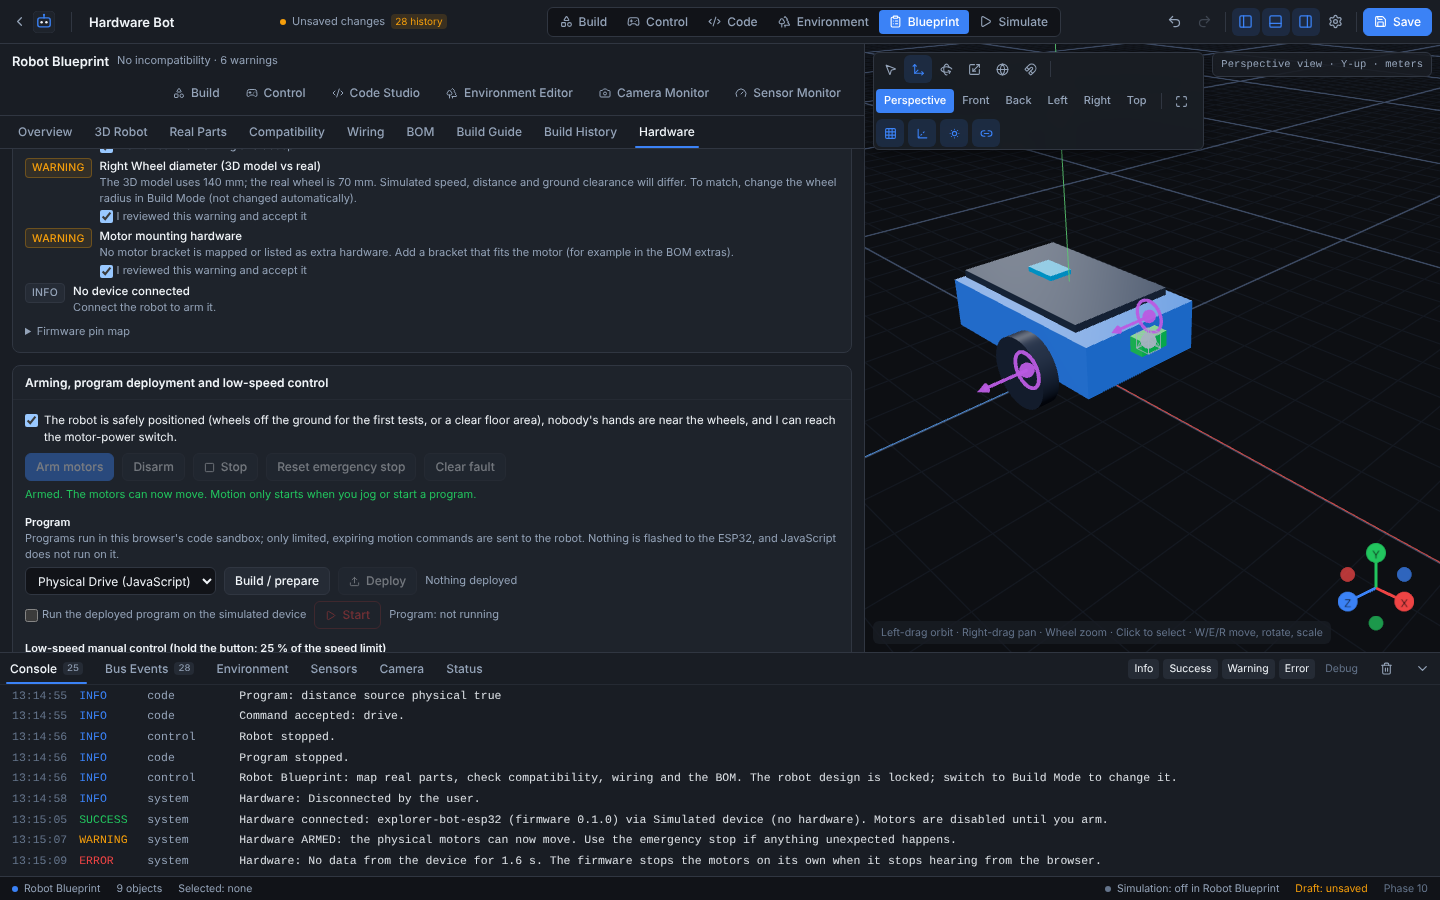 Hardware Bot
Unsaved changes 28 history
Build Control Code Environment Blueprint Simulate
Save
Robot Blueprint No incompatibility · 6 warnings
Build Control Code Studio Environment Editor Camera Monitor Sensor Monitor
Overview 3D Robot Real Parts Compatibility Wiring BOM Build Guide Build History Hardware
WARNING Right Wheel diameter (3D model vs real)
The 3D model uses 140 mm; the real wheel is 70 mm. Simulated speed, distance and ground clearance will differ. To match, change the wheel
radius in Build Mode (not changed automatically).
I reviewed this warning and accept it
WARNING Motor mounting hardware
No motor bracket is mapped or listed as extra hardware. Add a bracket that fits the motor (for example in the BOM extras).
I reviewed this warning and accept it
INFO No device connected
Connect the robot to arm it.
Firmware pin map
Arming, program deployment and low-speed control
The robot is safely positioned (wheels off the ground for the first tests, or a clear floor area), nobody's hands are near the wheels, and I can reach
the motor-power switch.
Arm motors Disarm Stop Reset emergency stop Clear fault
Armed. The motors can now move. Motion only starts when you jog or start a program.
Program
Programs run in this browser's code sandbox; only limited, expiring motion commands are sent to the robot. Nothing is flashed to the ESP32, and JavaScript
does not run on it.
Physical Drive (JavaScript) Build / prepare Deploy Nothing deployed
Run the deployed program on the simulated device Start Program: not running
Low-speed manual control (hold the button; 25 % of the speed limit)
Perspective view · Y-up · meters
Perspective Front Back Left Right Top
Y
Z X
Left-drag orbit · Right-drag pan · Wheel zoom · Click to select · W/E/R move, rotate, scale
Console 25 Bus Events 28 Environment Sensors Camera Status
Info Success Warning Error Debug
13:14:55 INFO code Program: distance source physical true
13:14:55 INFO code Command accepted: drive.
13:14:56 INFO control Robot stopped.
13:14:56 INFO code Program stopped.
13:14:56 INFO control Robot Blueprint: map real parts, check compatibility, wiring and the BOM. The robot design is locked; switch to Build Mode to change it.
13:14:58 INFO system Hardware: Disconnected by the user.
13:15:05 SUCCESS system Hardware connected: explorer-bot-esp32 (firmware 0.1.0) via Simulated device (no hardware). Motors are disabled until you arm.
13:15:07 WARNING system Hardware ARMED: the physical motors can now move. Use the emergency stop if anything unexpected happens.
13:15:09 ERROR system Hardware: No data from the device for 1.6 s. The firmware stops the motors on its own when it stops hearing from the browser.
Robot Blueprint 9 objects Selected: none
Simulation: off in Robot Blueprint Draft: unsaved Phase 10